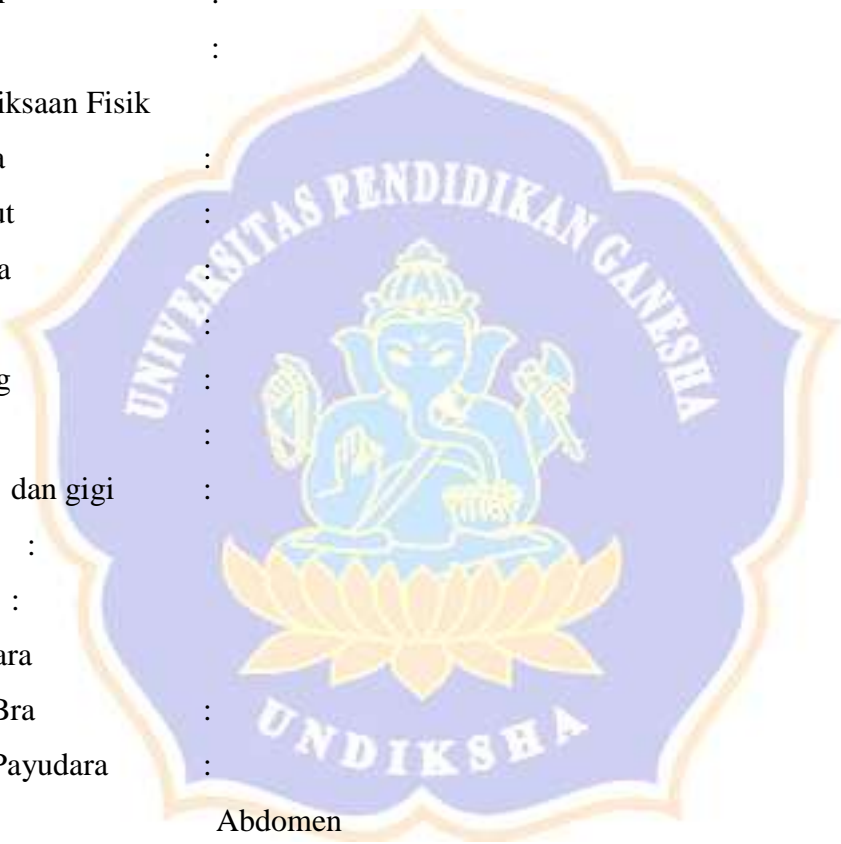 :
:
iksaan Fisik
a :
ut :
a :
:
g :
:
dan gigi :
:
:
ara
Bra :
Payudara :
Abdomen
UNIVERSITAS PENDIDIKAN GANESHA
UNDIKSHA